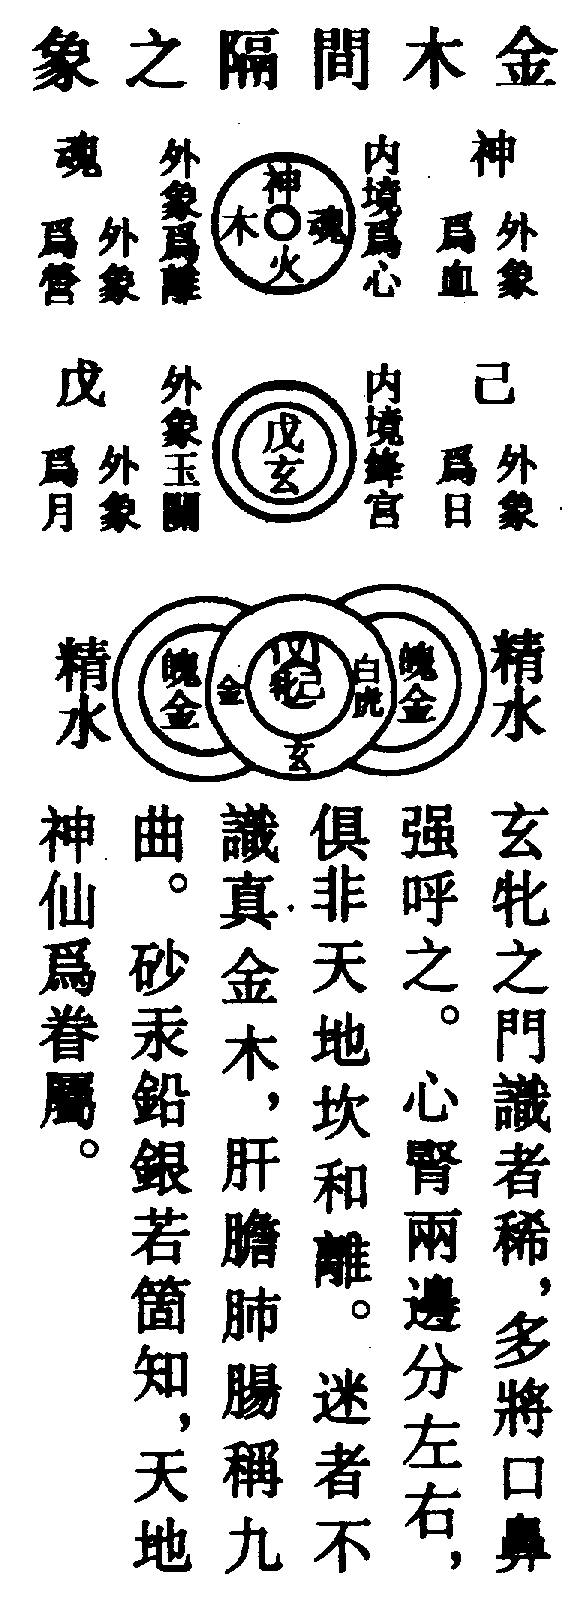 金木間隔之象
神
外象
爲血
内境爲心
神
木
魂
火
外象爲離
魂
外象
爲營
己
外象
爲日
内境絳宮
戊
玄
外象玉關
戊
外象
爲月
精水
魄金
白虎
戊
己
牝
玄
金
魄金
精水
玄牝之門識者稀，多將口鼻
强呼之。心腎兩邊分左右，
俱非天地坎和離。迷者不
識真金木，肝膽肺腸稱九
曲。砂汞鉛銀若箇知，天地
神仙爲眷屬。